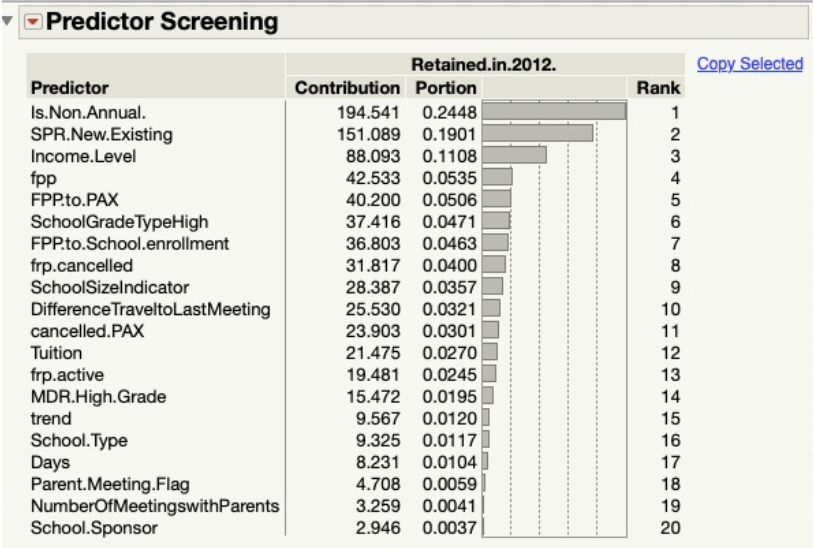 Predictor Screening
Retained.in.2012. Copy Selected
Predictor Contribution Portion Rank
Is.Non.Annual. 194.541 0.2448 1
SPR.New.Existing 151.089 0.1901 2
Income.Level 88.093 0.1108 3
fpp 42.533 0.0535 4
FPP.to.PAX 40.200 0.0506 5
SchoolGradeTypeHigh 37.416 0.0471 6
FPP.to.School.enrollment 36.803 0.0463 7
frp.cancelled 31.817 0.0400 8
SchoolSizeIndicator 28.387 0.0357 9
DifferenceTraveltoLastMeeting 25.530 0.0321 10
cancelled.PAX 23.903 0.0301 11
Tuition 21.475 0.0270 12
frp.active 19.481 0.0245 13
MDR.High.Grade 15.472 0.0195 14
trend 9.567 0.0120 15
School.Type 9.325 0.0117 16
Days 8.231 0.0104 17
Parent.Meeting.Flag 4.708 0.0059 18
NumberOfMeetingswithParents 3.259 0.0041 19
School.Sponsor 2.946 0.0037 20